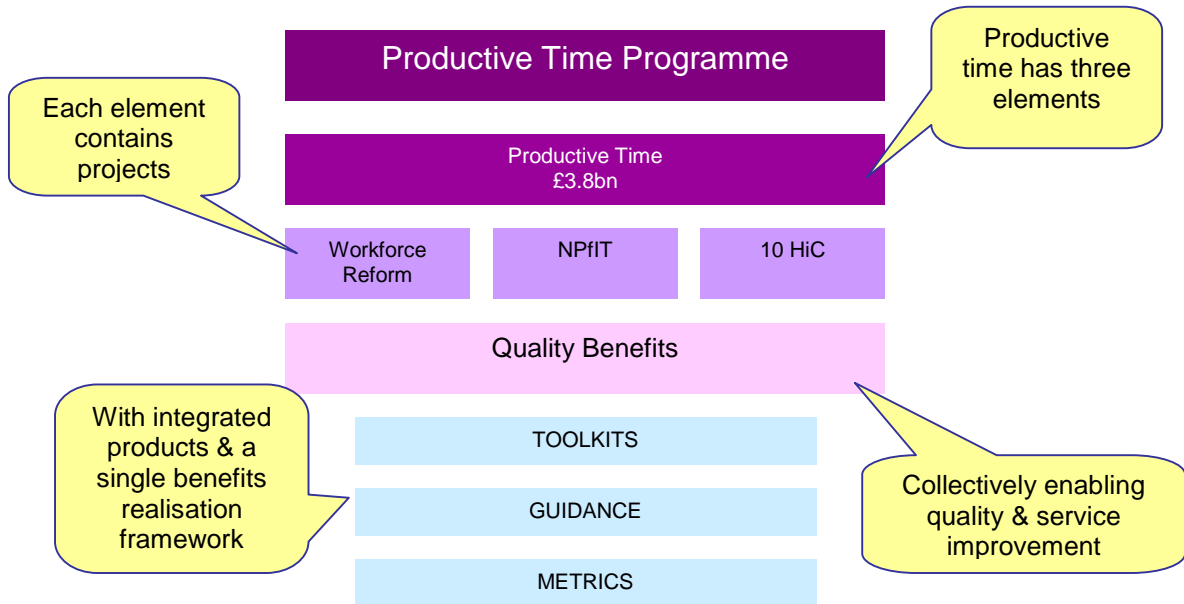 Productive Time Programme
Productive
time has three
elements
Each element
contains
projects
Productive Time
£3.8bn
Workforce
Reform
NPfIT
10 HiC
Quality Benefits
With integrated
products & a
single benefits
realisation
framework
TOOLKITS
GUIDANCE
METRICS
Collectively enabling
quality & service
improvement